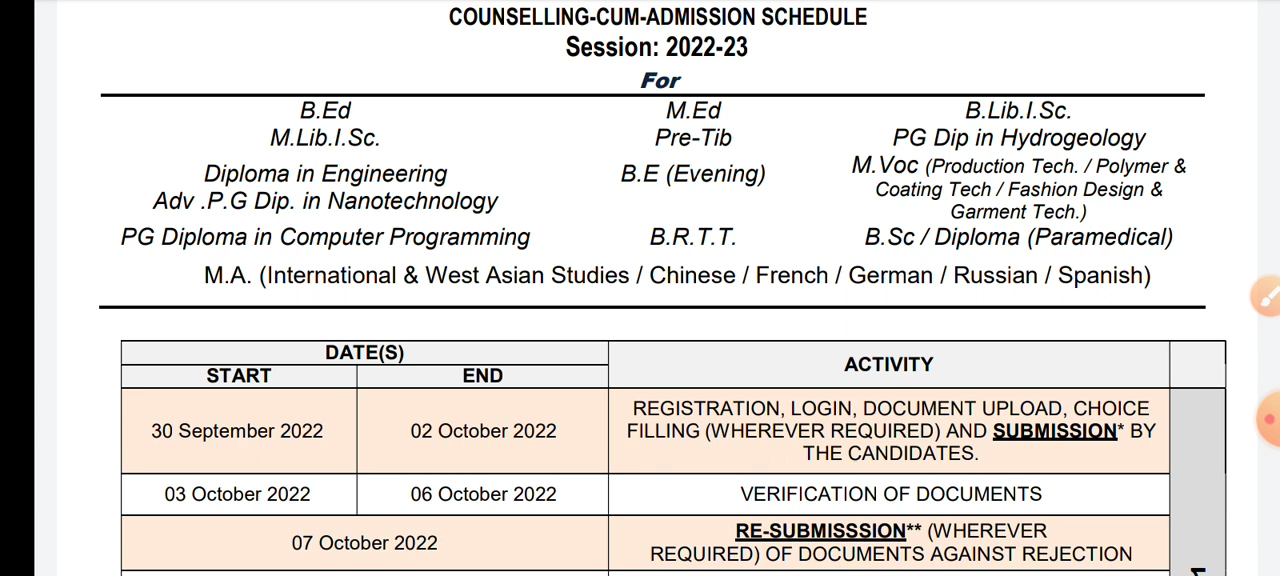 COUNSELLING-CUM-ADMISSION SCHEDULE
Session: 2022-23
For
B.Ed M.Ed B.Lib.I.Sc.
M.Lib.I.Sc. Pre-Tib PG Dip in Hydrogeology
Diploma in Engineering B.E (Evening) M.Voc (Production Tech. / Polymer &
Coating Tech / Fashion Design &
Adv .P.G Dip. in Nanotechnology
Garment Tech.)
PG Diploma in Computer Programming B.R.T.T. B.Sc / Diploma (Paramedical)
M.A. (International & West Asian Studies / Chinese / French / German / Russian / Spanish)
DATE(S) ACTIVITY
START END
30 September 2022 02 October 2022
REGISTRATION, LOGIN, DOCUMENT UPLOAD, CHOICE
FILLING (WHEREVER REQUIRED) AND SUBMISSION* BY
THE CANDIDATES.
03 October 2022 06 October 2022 VERIFICATION OF DOCUMENTS
07 October 2022
RE-SUBMISSSION** (WHEREVER
REQUIRED) OF DOCUMENTS AGAINST REJECTION